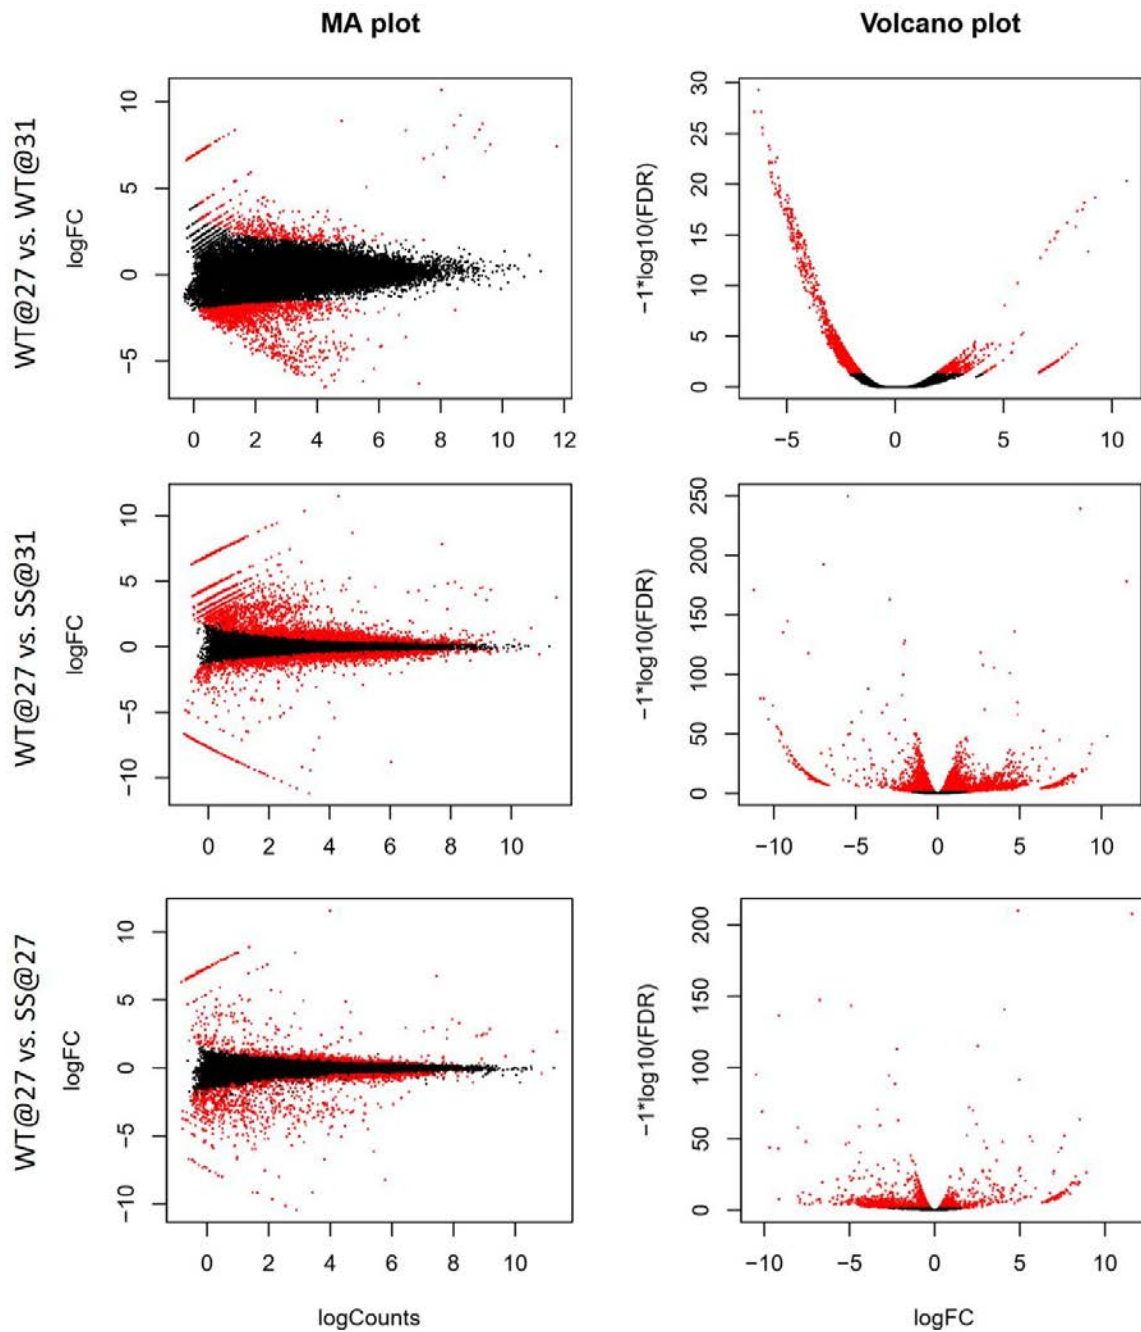 MA plot
Volcano plot
WT@27 vs. WT@31
logFC
10
5
0
−5
0 2 4 6 8 10 12
−1*log10(FDR)
30
25
20
15
10
5
0
−5 0 5 10
WT@27 vs. SS@31
logFC
10
5
0
−5
−10
0 2 4 6 8 10
−1*log10(FDR)
250
200
150
100
50
0
−10 −5 0 5 10
WT@27 vs. SS@27
logFC
10
5
0
−5
−10
0 2 4 6 8 10
logCounts
−1*log10(FDR)
200
150
100
50
0
−10 −5 0 5 10
logFC